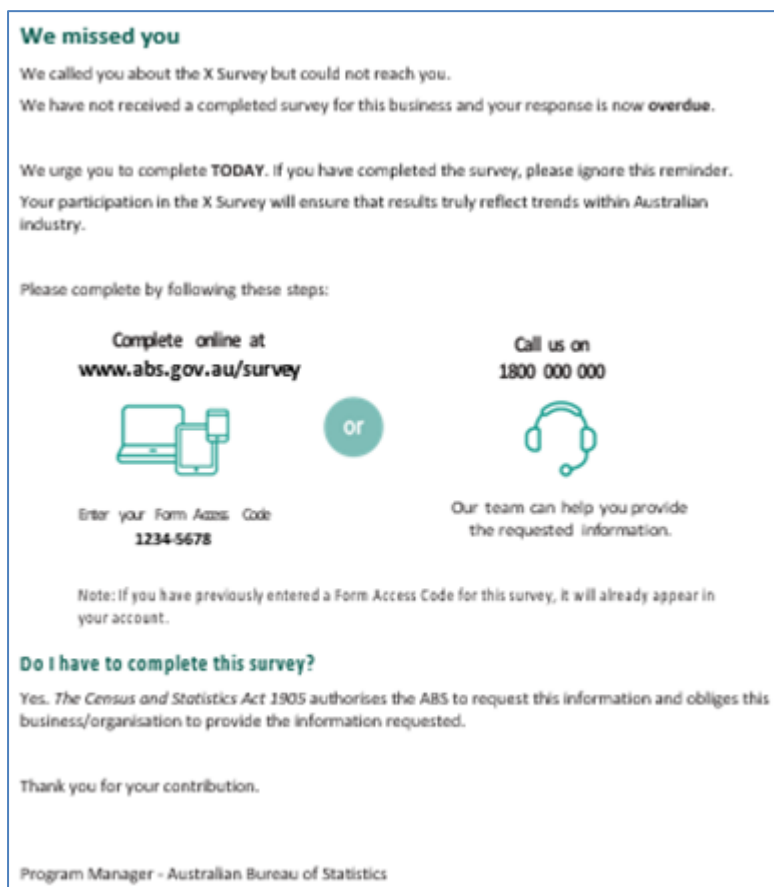 We missed you
We called you about the X Survey but could not reach you.
We have not received a completed survey for this business and your response is now overdue.
We urge you to complete TODAY. If you have completed the survey, please ignore this reminder.
Your participation in the X Survey will ensure that results truly reflect trends within Australian
industry.
Please complete by following these steps:
Complete online at
www.abs.gov.au/survey
Enter your Form Access Code
1234-5678
or
Call us on
1800 000 000
Our team can help you provide
the requested information.
Note: If you have previously entered a Form Access Code for this survey, it will already appear in
your account.
Do I have to complete this survey?
Yes. The Census and Statistics Act 1905 authorises the ABS to request this information and obliges this
business/organisation to provide the information requested.
Thank you for your contribution.
Program Manager - Australian Bureau of Statistics